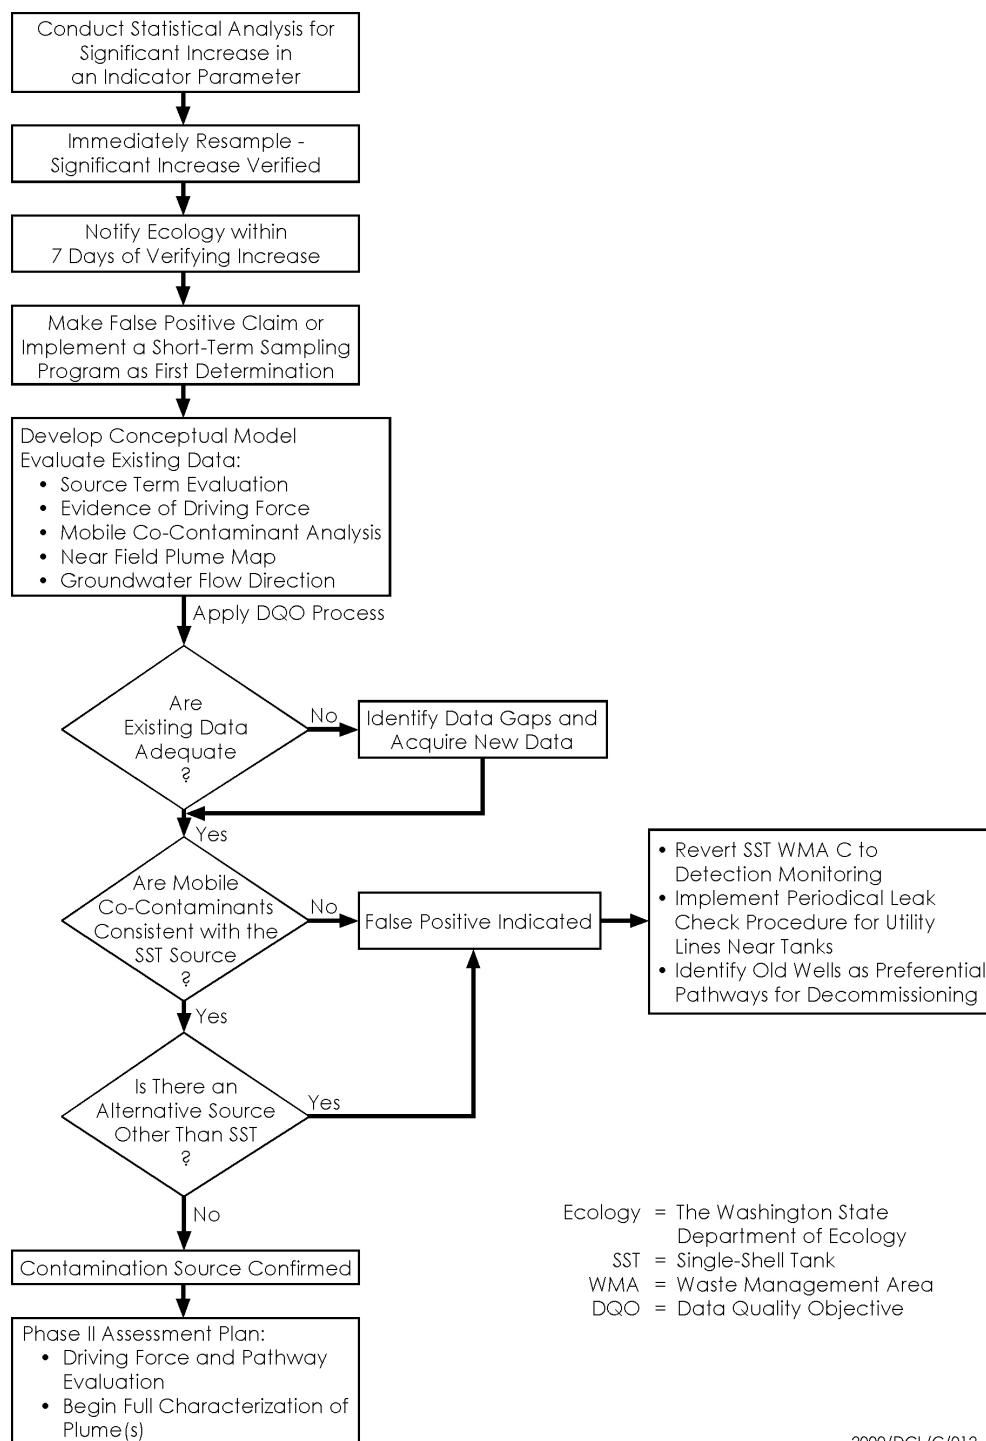 Conduct Statistical Analysis for
Significant Increase in
an Indicator Parameter
Immediately Resample -
Significant Increase Verified
Notify Ecology within
7 Days of Verifying Increase
Make False Positive Claim or
Implement a Short-Term Sampling
Program as First Determination
Develop Conceptual Model
Evaluate Existing Data:
• Source Term Evaluation
• Evidence of Driving Force
• Mobile Co-Contaminant Analysis
• Near Field Plume Map
• Groundwater Flow Direction
Apply DQO Process
Are
Existing Data
Adequate
?
No
Identify Data Gaps and
Acquire New Data
Yes
Are Mobile
Co-Contaminants
Consistent with the
SST Source
?
No
False Positive Indicated
• Revert SST WMA C to
Detection Monitoring
• Implement Periodical Leak
Check Procedure for Utility
Lines Near Tanks
• Identify Old Wells as Preferential
Pathways for Decommissioning
Yes
Is There an
Alternative Source
Other Than SST
?
Yes
No
Contamination Source Confirmed
Phase II Assessment Plan:
• Driving Force and Pathway
Evaluation
• Begin Full Characterization of
Plume(s)
Ecology = The Washington State
Department of Ecology
SST = Single-Shell Tank
WMA = Waste Management Area
DQO = Data Quality Objective